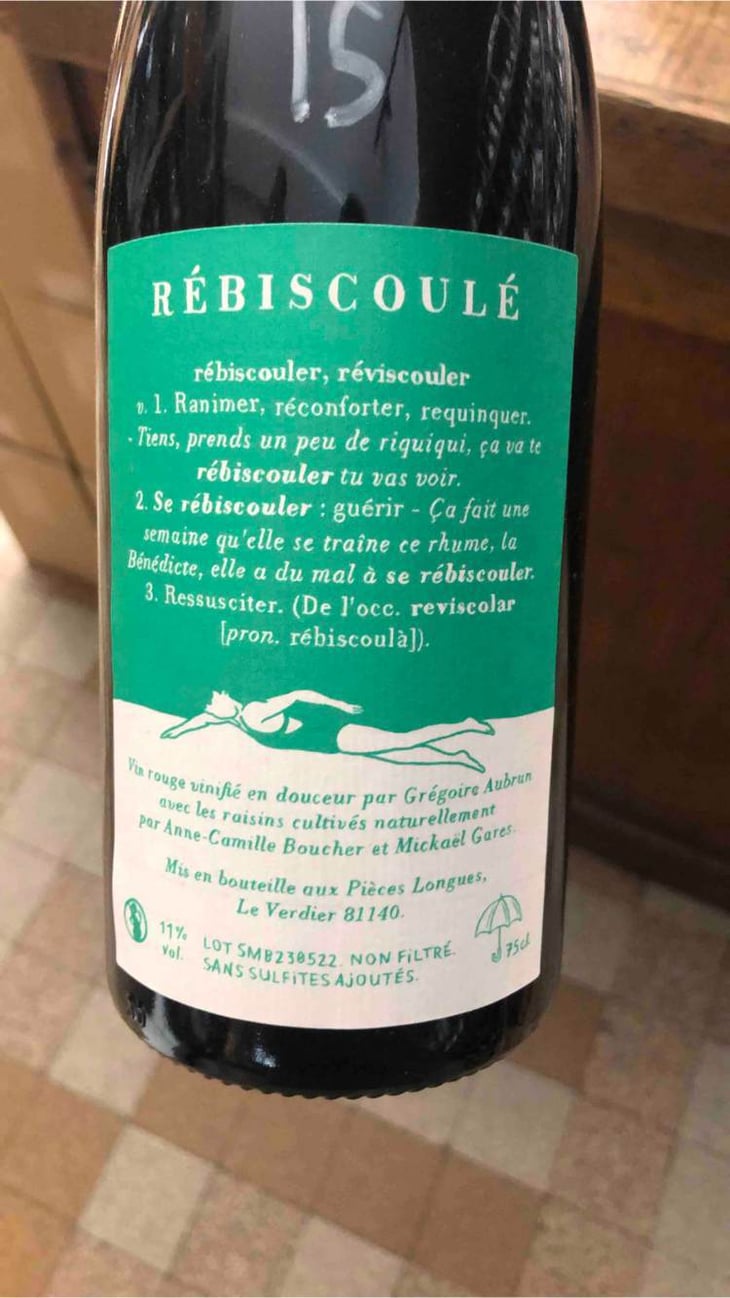 15
RÉBISCOULÉ
rébiscouler, réviscouler
v. 1. Ranimer, réconforter, requinquer.
- Tiens, prends un peu de riquiqui, ça va te
rébiscouler tu vas voir.
2. Se rébiscouler : guérir - Ça fait une
semaine qu'elle se traîne ce rhume, la
Bénédicte, elle a du mal à se rébiscouler.
3. Ressusciter. (De l'occ. reviscolar
[pron. rébiscoulà]).
Vin rouge vinifié en douceur par Grégoire Aubrun
avec les raisins cultivés naturellement
par Anne-Camille Boucher et Mickaël Gares.
Mis en bouteille aux Pièces Longues,
Le Verdier 81140.
11% Vol.
LOT SMB230522. NON FiLTRÉ.
SANS SULFiTES AJOUTÉS.
75cl